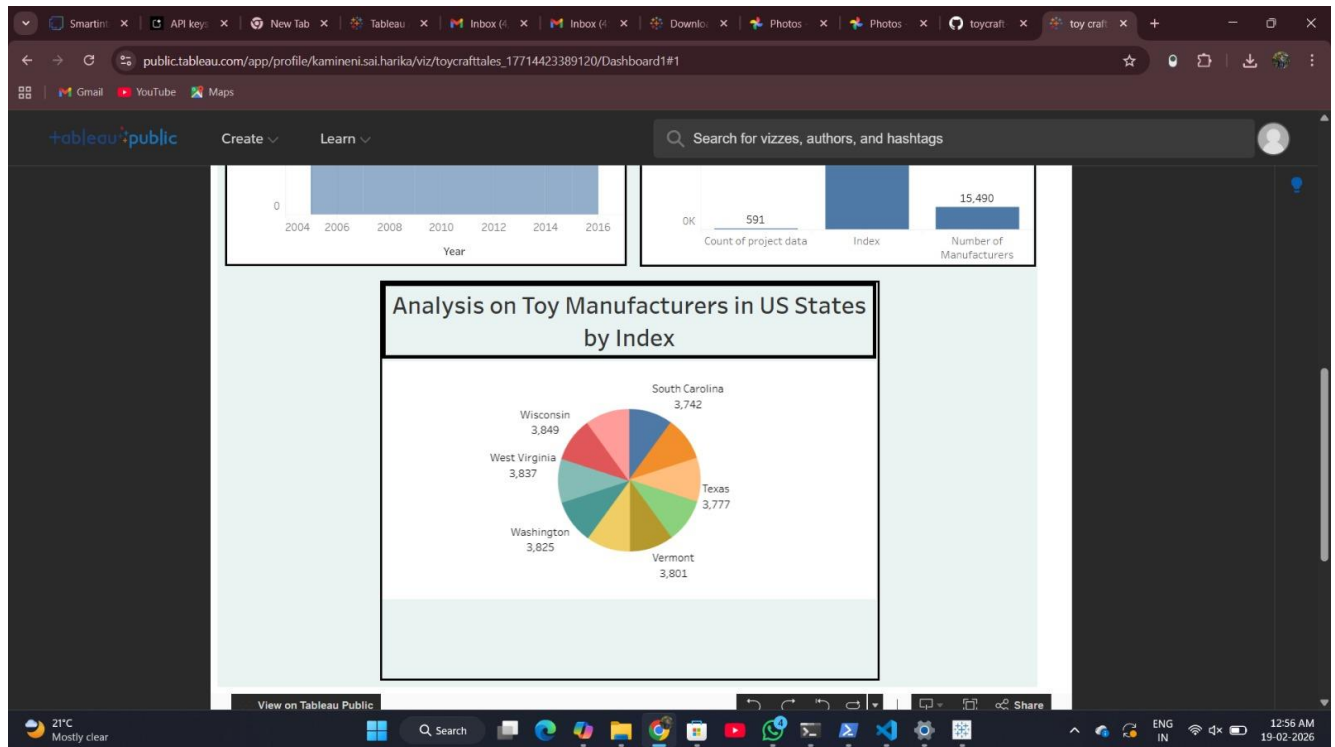 Smartint
API keys
New Tab
Tableau
Inbox (4
Inbox (4
Downlo
Photos
Photos
toycraft
toy craft
public.tableau.com/app/profile/kamineni.sai.harika/viz/toycrafttales_17714423389120/Dashboard1#1
Gmail
YouTube
Maps
+ableau:public
Create
Learn
Search for vizzes, authors, and hashtags
0
2004 2006 2008 2010 2012 2014 2016
Year
15,490
0K
591
Count of project data
Index
Number of
Manufacturers
Analysis on Toy Manufacturers in US States
by Index
South Carolina
3,742
Wisconsin
3,849
West Virginia
3,837
Texas
3,777
Washington
3,825
Vermont
3,801
View on Tableau Public
Share
21°C
Mostly clear
Search
4
ENG
IN
12:56 AM
19-02-2026